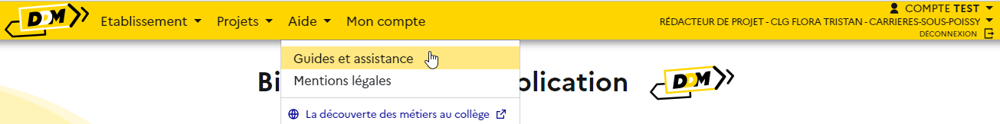 DDM Etablissement Projets Aide Mon compte
COMPTE TEST
RÉDACTEUR DE PROJET - CLG FLORA TRISTAN - CARRIERES-SOUS-POISSY
DÉCONNEXION
Guides et assistance
Mentions légales
La découverte des métiers au collège
Bi plication DDM